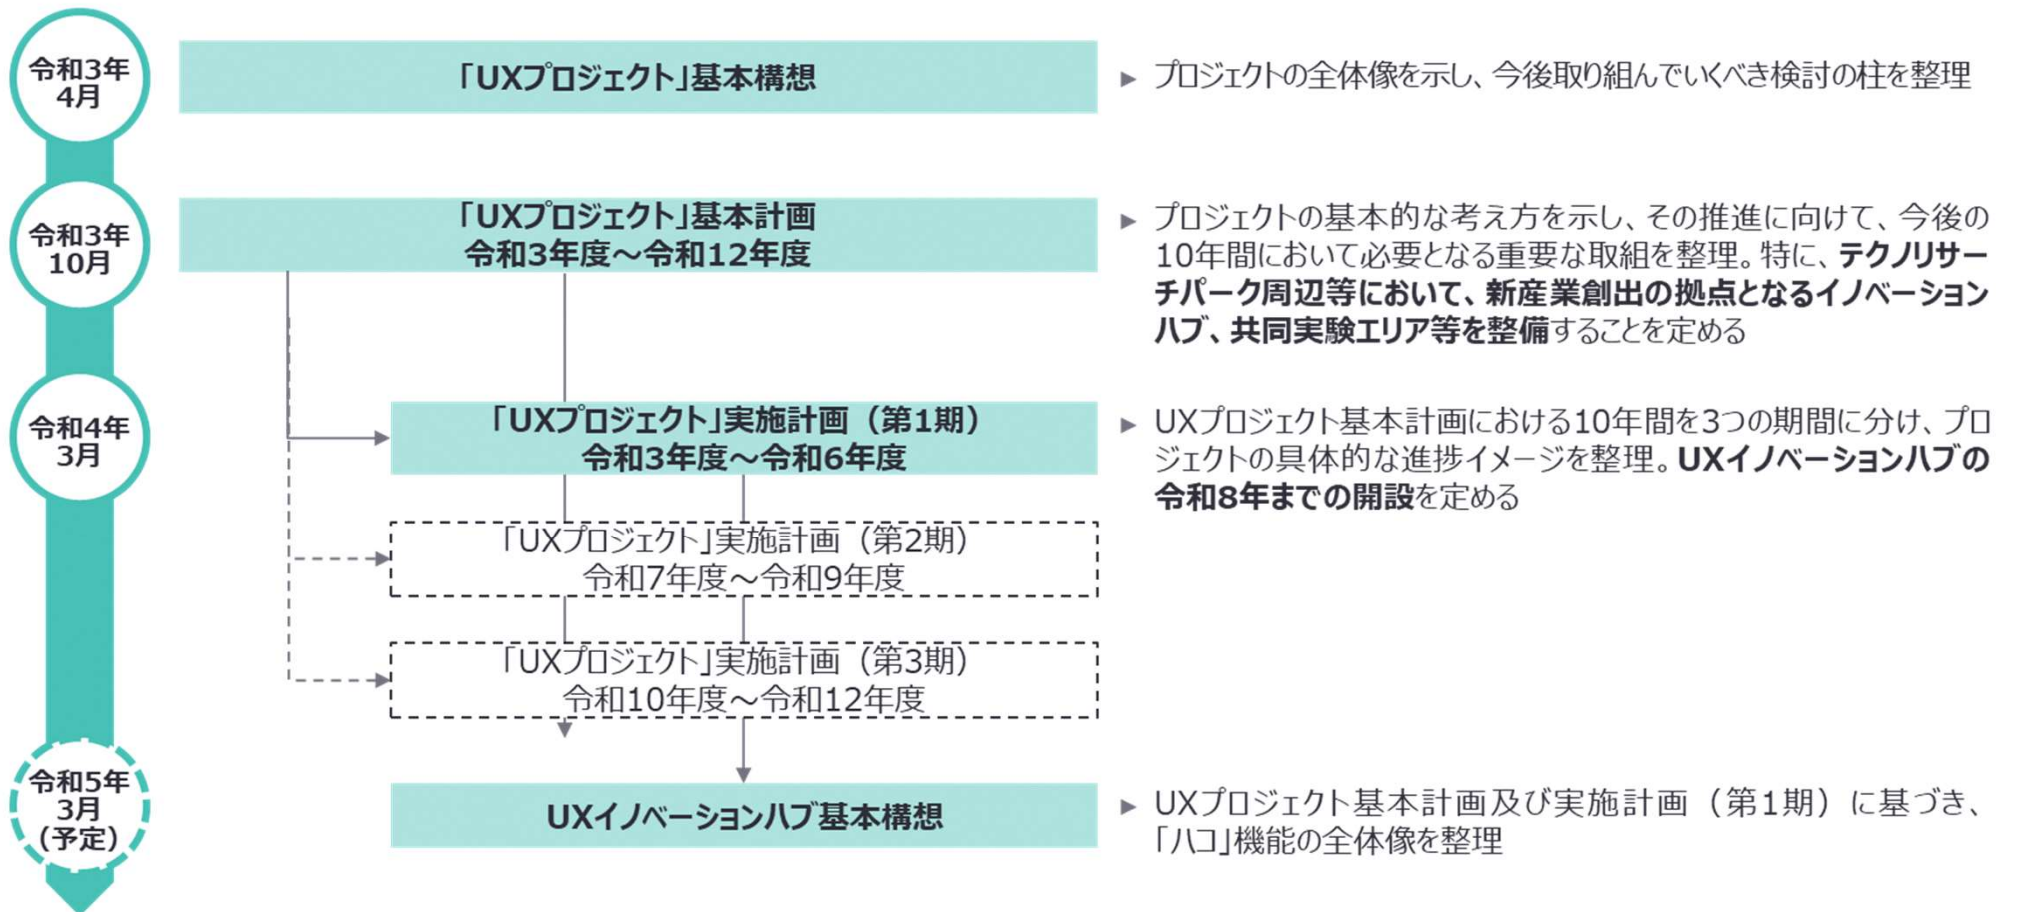 令和3年
4月
「UXプロジェクト」基本構想
▶ プロジェクトの全体像を示し、今後取り組んでいくべき検討の柱を整理
令和3年
10月
「UXプロジェクト」基本計画
令和3年度～令和12年度
▶ プロジェクトの基本的な考え方を示し、その推進に向けて、今後の
10年間において必要となる重要な取組を整理。特に、テクノリサー
チパーク周辺等において、新産業創出の拠点となるイノベーション
ハブ、共同実験エリア等を整備することを定める
令和4年
3月
「UXプロジェクト」実施計画（第1期）
令和3年度～令和6年度
▶ UXプロジェクト基本計画における10年間を3つの期間に分け、プロ
ジェクトの具体的な進捗イメージを整理。UXイノベーションハブの
令和8年までの開設を定める
「UXプロジェクト」実施計画（第2期）
令和7年度～令和9年度
「UXプロジェクト」実施計画（第3期）
令和10年度～令和12年度
令和5年
3月
（予定）
UXイノベーションハブ基本構想
▶ UXプロジェクト基本計画及び実施計画（第1期）に基づき、
「ハコ」機能の全体像を整理